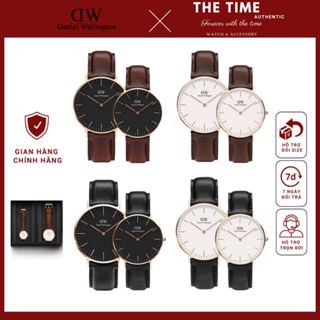 DW
Daniel Wellington
THE TIME
AUTHENTIC
Forever with the time
WATCH & ACCESSORY
GIAN HÀNG
CHÍNH HÃNG
HỖ TRỢ
ĐỔI SIZE
7d
7 NGÀY
ĐỔI TRẢ
HỖ TRỢ
TRỌN ĐỜI